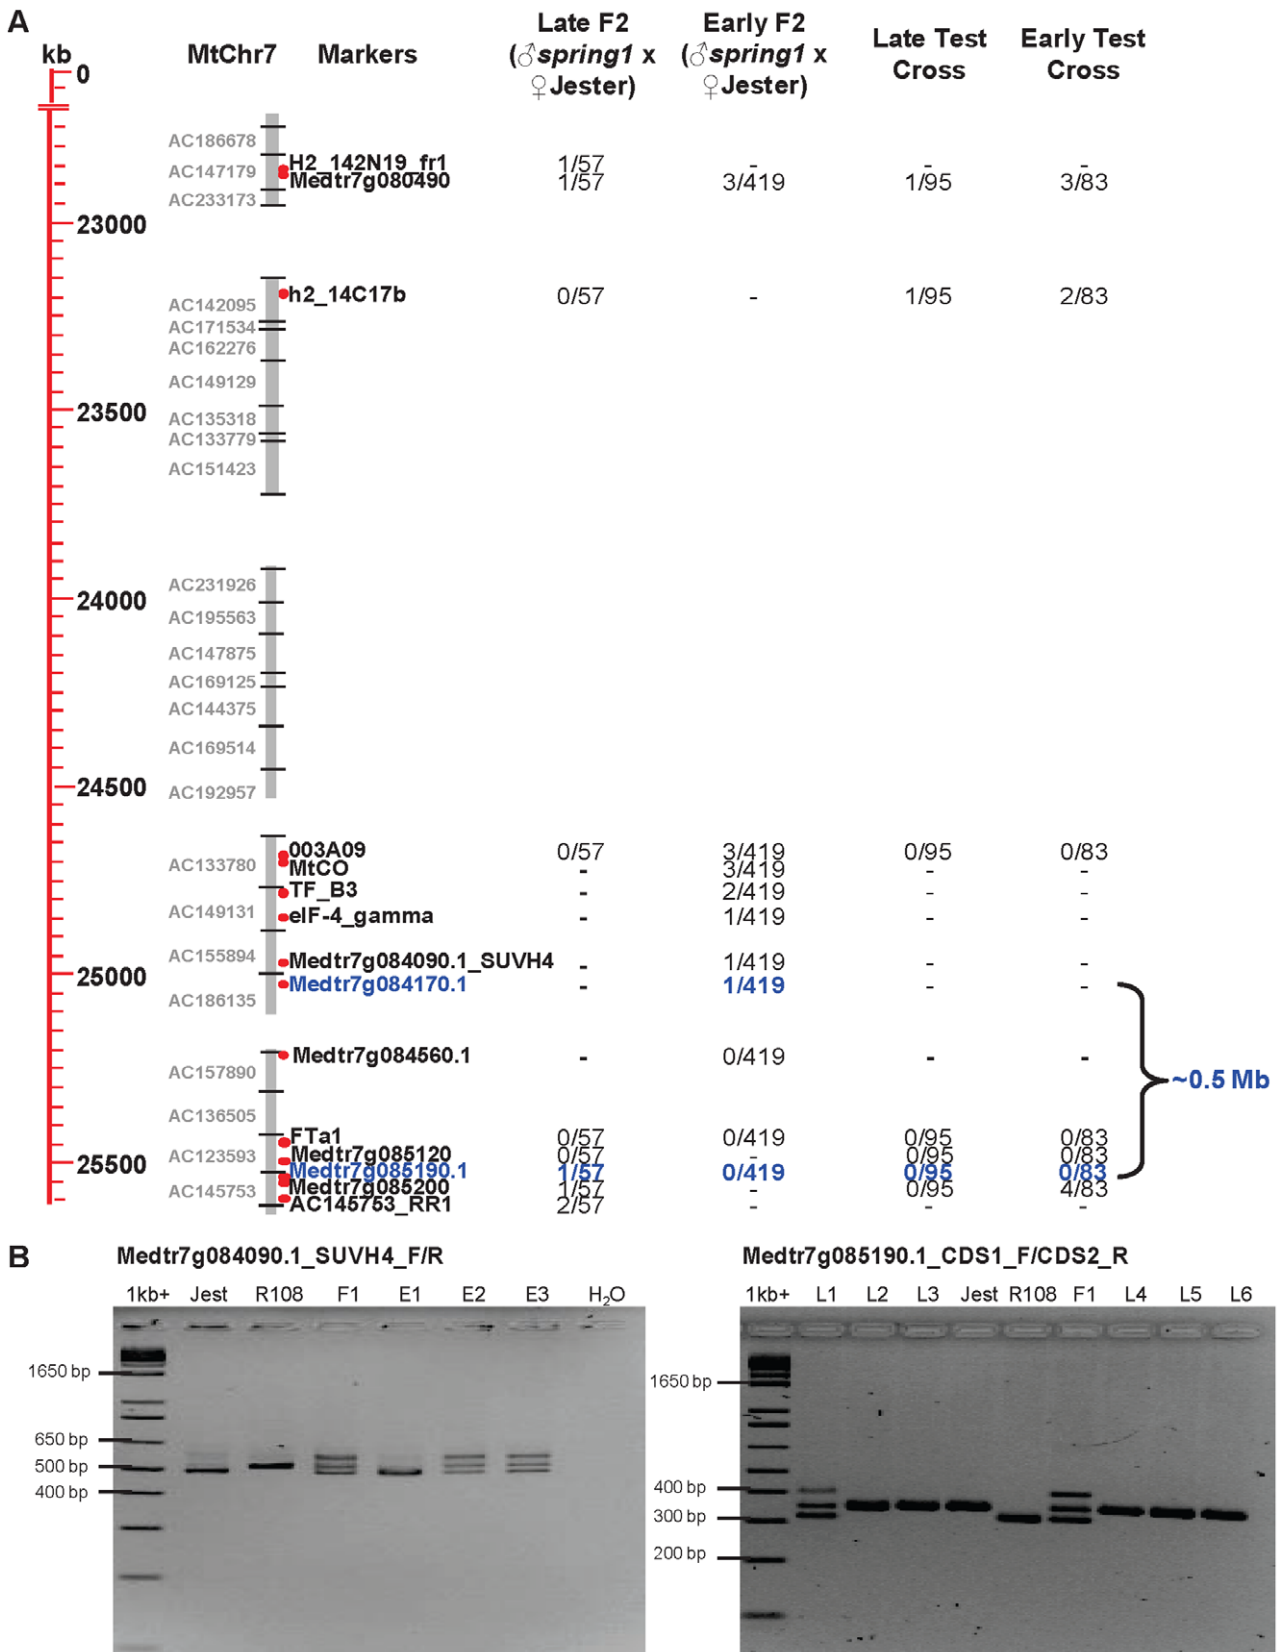 A
kb
MtChr7
Markers
Late F2
(♂spring1 x
♀Jester)
Early F2
(♂spring1 x
♀Jester)
Late Test
Cross
Early Test
Cross
0
AC186678
H2_142N19_fr1 1/57 - - -
AC147179
Medtr7g080490 1/57 3/419 1/95 3/83
AC233173
23000
h2_14C17b 0/57 - 1/95 2/83
AC142095
AC171534
AC162276
AC149129
23500
AC135318
AC133779
AC151423
AC231926
24000
AC195563
AC147875
AC169125
AC144375
AC169514
24500
AC192957
003A09 0/57 3/419 0/95 0/83
AC133780
MtCO - 3/419 - -
TF_B3 - 2/419 - -
AC149131
eIF-4_gamma - 1/419 - -
AC155894
Medtr7g084090.1_SUVH4 - 1/419 - -
25000
Medtr7g084170.1 - 1/419 - -
AC186135
Medtr7g084560.1 - 0/419 - -
AC157890
~0.5 Mb
AC136505
FTa1 0/57 0/419 0/95 0/83
AC123593
Medtr7g085120 0/57 - 0/95 0/83
25500
Medtr7g085190.1 1/57 0/419 0/95 0/83
AC145753
Medtr7g085200 1/57 - 0/95 4/83
AC145753_RR1 2/57 - - -
B
Medtr7g084090.1_SUVH4_F/R
1kb+ Jest R108 F1 E1 E2 E3 H₂O
1650 bp
650 bp
500 bp
400 bp
Medtr7g085190.1_CDS1_F/CDS2_R
1kb+ L1 L2 L3 Jest R108 F1 L4 L5 L6
1650 bp
400 bp
300 bp
200 bp